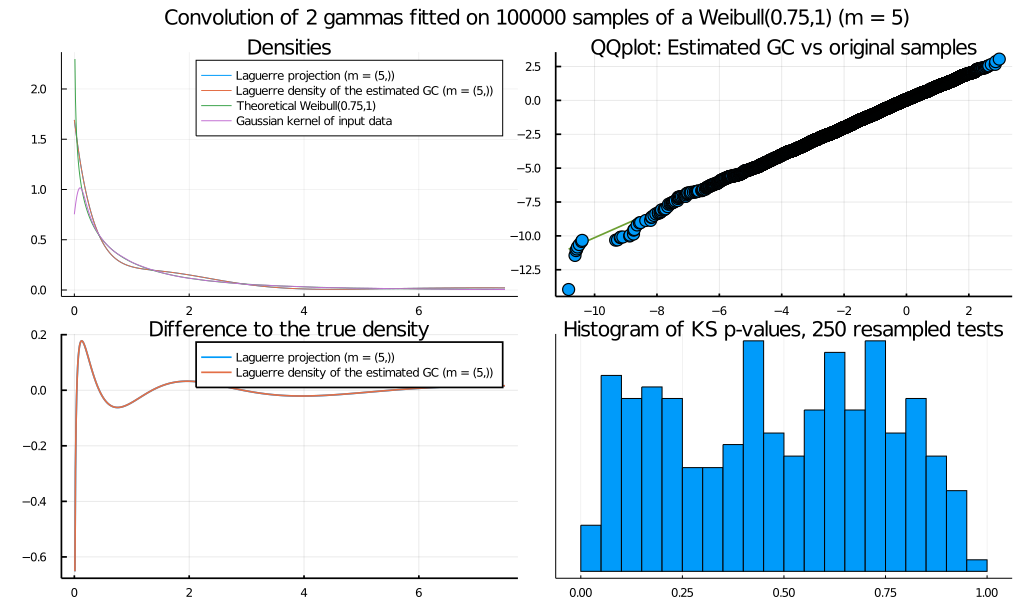 Convolution of 2 gammas fitted on 100000 samples of a Weibull(0.75,1) (m = 5)
Densities
Laguerre projection (m = (5,))
Laguerre density of the estimated GC (m = (5,))
Theoretical Weibull(0.75,1)
Gaussian kernel of input data
2.0
1.5
1.0
0.5
0.0
0 2 4 6
QQplot: Estimated GC vs original samples
2.5
0.0
−2.5
−5.0
−7.5
−10.0
−12.5
−10 −8 −6 −4 −2 0 2
Difference to the true density
Laguerre projection (m = (5,))
Laguerre density of the estimated GC (m = (5,))
0.2
0.0
−0.2
−0.4
−0.6
0 2 4 6
Histogram of KS p-values, 250 resampled tests
0.00 0.25 0.50 0.75 1.00